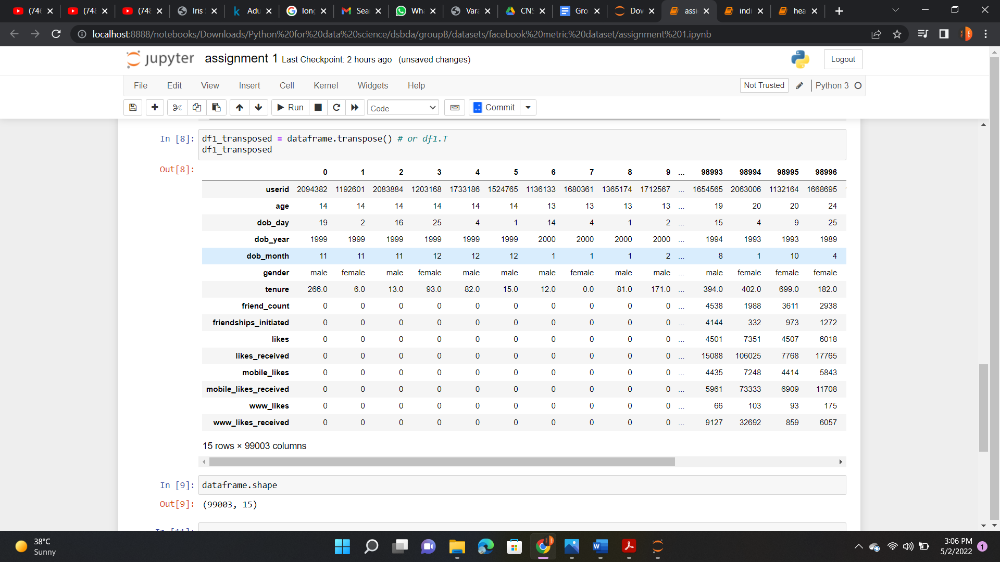 (746
(748
(748
Iris
Adu
long
Sea
Wha
Vara
CNS
Gro
Dov
assi
indi
hea
localhost:8888/notebooks/Downloads/Python%20for%20data%20science/dsbda/groupB/datasets/facebook%20metric%20dataset/assignment%201.ipynb
jupyter assignment 1 Last Checkpoint: 2 hours ago (unsaved changes)
Logout
File Edit View Insert Cell Kernel Widgets Help Not Trusted Python 3
Run Code Commit
In [8]: df1_transposed = dataframe.transpose() # or df1.T
df1_transposed
Out[8]:
0 1 2 3 4 5 6 7 8 9 ... 98993 98994 98995 98996
userid 2094382 1192601 2083884 1203168 1733186 1524765 1136133 1680361 1365174 1712567 ... 1654565 2063006 1132164 1668695
age 14 14 14 14 14 14 13 13 13 13 ... 19 20 20 24
dob_day 19 2 16 25 4 1 14 4 1 2 ... 15 4 9 25
dob_year 1999 1999 1999 1999 1999 1999 2000 2000 2000 2000 ... 1994 1993 1993 1989
dob_month 11 11 11 12 12 12 1 1 1 2 ... 8 1 10 4
gender male female male female male male male female male male ... male female female female
tenure 266.0 6.0 13.0 93.0 82.0 15.0 12.0 0.0 81.0 171.0 ... 394.0 402.0 699.0 182.0
friend_count 0 0 0 0 0 0 0 0 0 0 ... 4538 1988 3611 2938
friendships_initiated 0 0 0 0 0 0 0 0 0 0 ... 4144 332 973 1272
likes 0 0 0 0 0 0 0 0 0 0 ... 4501 7351 4507 6018
likes_received 0 0 0 0 0 0 0 0 0 0 ... 15088 106025 7768 17765
mobile_likes 0 0 0 0 0 0 0 0 0 0 ... 4435 7248 4414 5843
mobile_likes_received 0 0 0 0 0 0 0 0 0 0 ... 5961 73333 6909 11708
www_likes 0 0 0 0 0 0 0 0 0 0 ... 66 103 93 175
www_likes_received 0 0 0 0 0 0 0 0 0 0 ... 9127 32692 859 6057
15 rows × 99003 columns
In [9]: dataframe.shape
Out[9]: (99003, 15)
In [11]:
38°C
Sunny
3:06 PM
5/2/2022
1